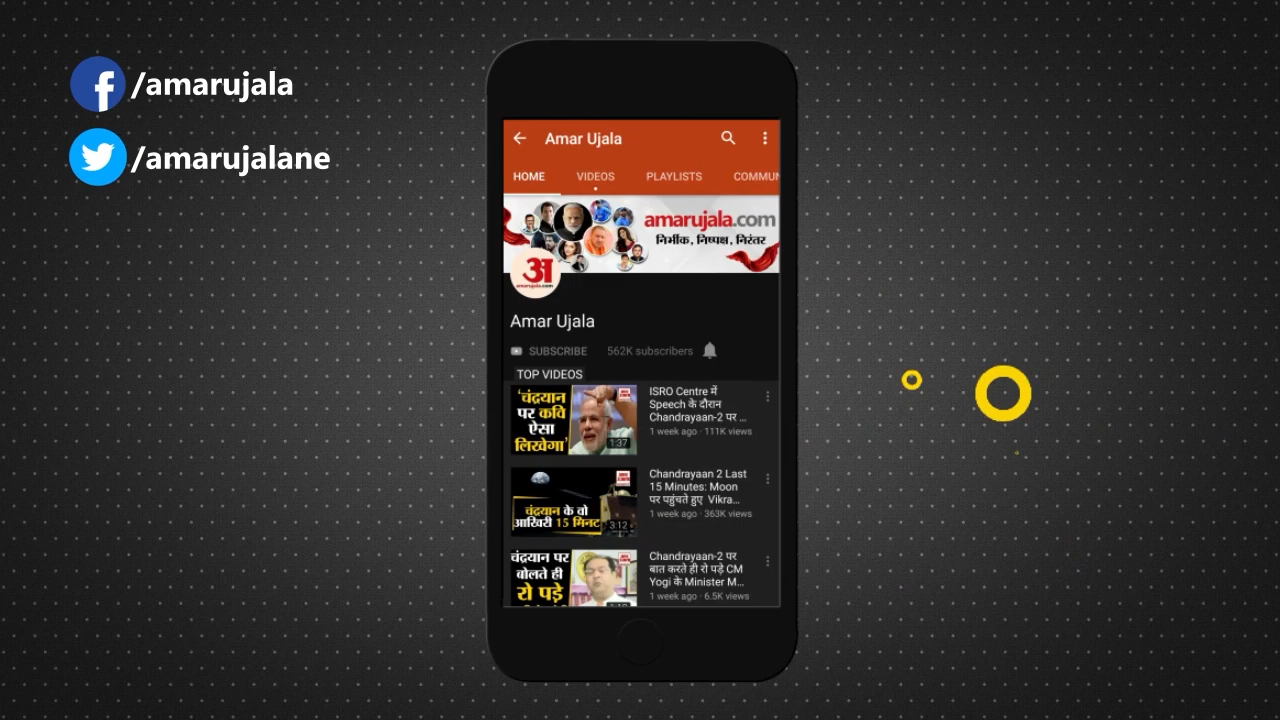 /amarujala
/amarujalane
Amar Ujala
HOME VIDEOS PLAYLISTS COMMUN
amarujala.com
निर्भीक, निष्पक्ष, निरंतर
अ
amarujala.com
Amar Ujala
SUBSCRIBE 562K subscribers
TOP VIDEOS
'चंद्रयान
पर कवि
ऐसा
लिखेगा'
1:37
ISRO Centre में
Speech के दौरान
Chandrayaan-2 पर ...
1 week ago · 111K views
चंद्रयान के वो
आखिरी 15 मिनट
3:12
Chandrayaan 2 Last
15 Minutes: Moon
पर पहुंचते हुए Vikra...
1 week ago · 363K views
चंद्रयान पर
बोलते ही
रो पड़े
Chandrayaan-2 पर
बात करते ही रो पड़े CM
Yogi के Minister M...
1 week ago · 6.5K views